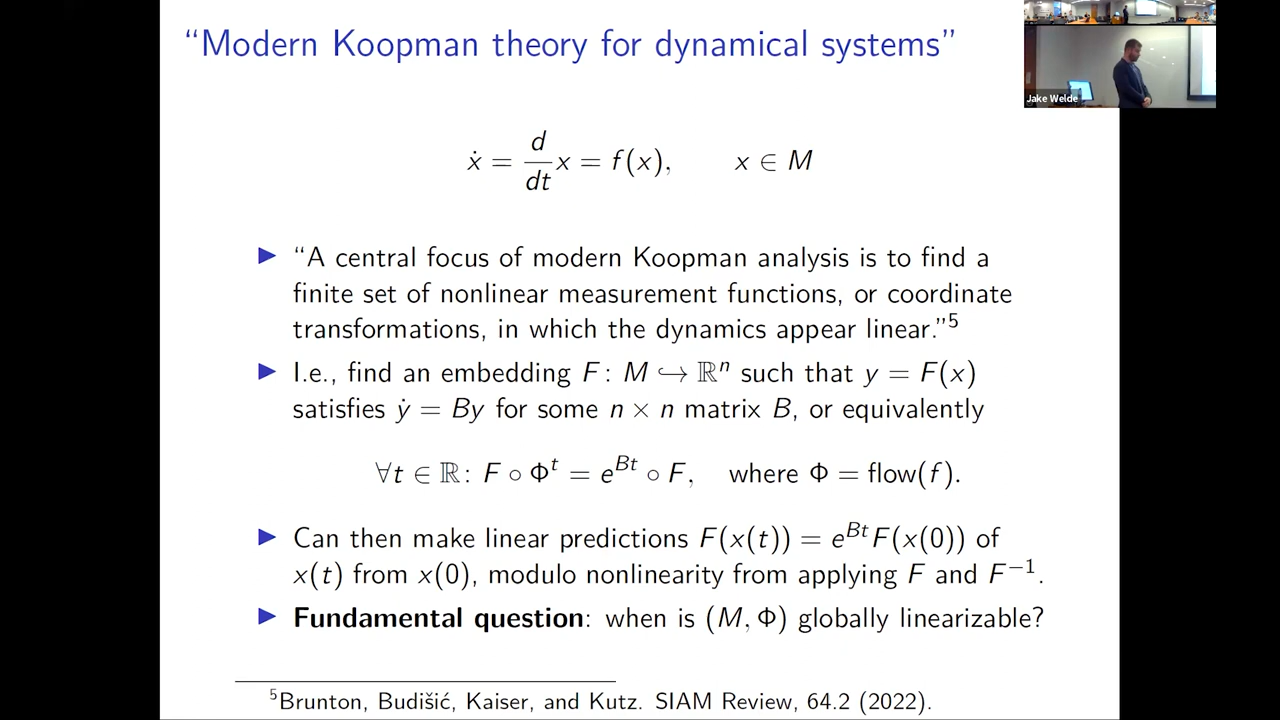 “Modern Koopman theory for dynamical systems”
Jake Welde
ẋ = d/dt x = f(x), x ∈ M
▶ “A central focus of modern Koopman analysis is to find a
finite set of nonlinear measurement functions, or coordinate
transformations, in which the dynamics appear linear.”⁵
▶ I.e., find an embedding F: M ↪ ℝⁿ such that y = F(x)
satisfies ẏ = By for some n × n matrix B, or equivalently
∀t ∈ ℝ: F ∘ Φᵗ = eᴮᵗ ∘ F, where Φ = flow(f).
▶ Can then make linear predictions F(x(t)) = eᴮᵗF(x(0)) of
x(t) from x(0), modulo nonlinearity from applying F and F⁻¹.
▶ Fundamental question: when is (M, Φ) globally linearizable?
⁵Brunton, Budišić, Kaiser, and Kutz. SIAM Review, 64.2 (2022).